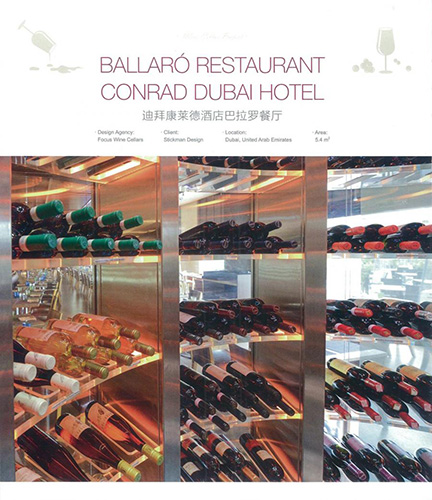 BALLARÓ RESTAURANT
CONRAD DUBAI HOTEL
迪拜康莱德酒店巴拉罗餐厅
· Design Agency: · Client: · Location: · Area:
Focus Wine Cellars Stickman Design Dubai, United Arab Emirates 5.4 m²